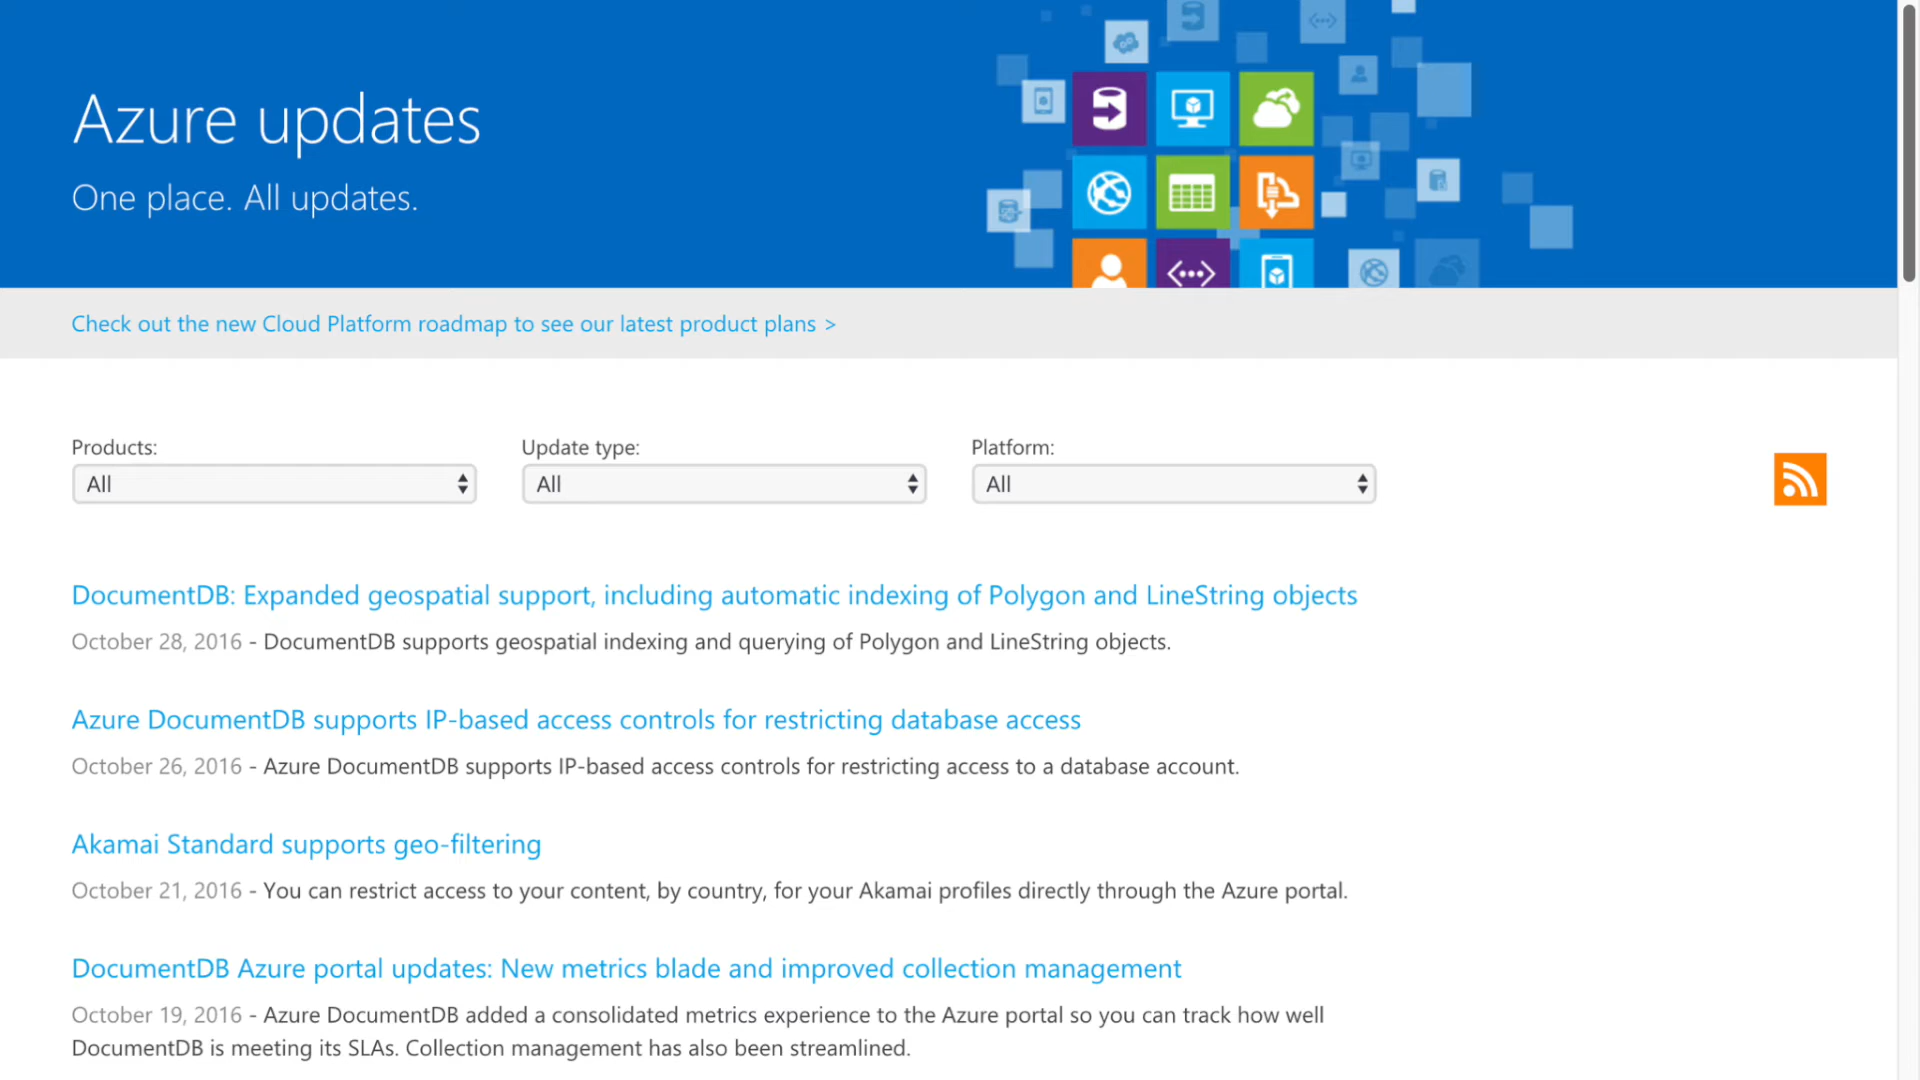 Azure updates
One place. All updates.
Check out the new Cloud Platform roadmap to see our latest product plans >
Products: Update type: Platform:
All All All
DocumentDB: Expanded geospatial support, including automatic indexing of Polygon and LineString objects
October 28, 2016 - DocumentDB supports geospatial indexing and querying of Polygon and LineString objects.
Azure DocumentDB supports IP-based access controls for restricting database access
October 26, 2016 - Azure DocumentDB supports IP-based access controls for restricting access to a database account.
Akamai Standard supports geo-filtering
October 21, 2016 - You can restrict access to your content, by country, for your Akamai profiles directly through the Azure portal.
DocumentDB Azure portal updates: New metrics blade and improved collection management
October 19, 2016 - Azure DocumentDB added a consolidated metrics experience to the Azure portal so you can track how well
DocumentDB is meeting its SLAs. Collection management has also been streamlined.